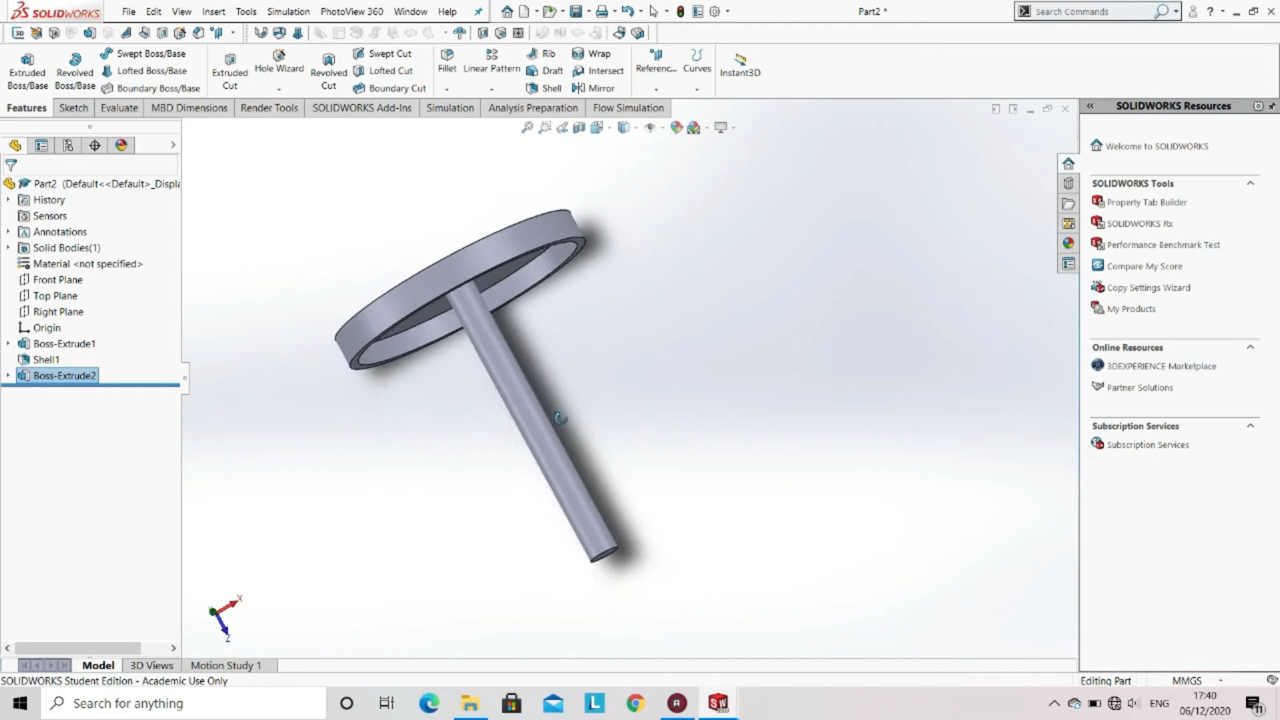 SOLIDWORKS File Edit View Insert Tools Simulation PhotoView 360 Window Help Part2 * Search Commands
Extruded Boss/Base
Revolved Boss/Base
Swept Boss/Base
Lofted Boss/Base
Boundary Boss/Base
Extruded Cut
Hole Wizard
Revolved Cut
Swept Cut
Lofted Cut
Boundary Cut
Fillet
Linear Pattern
Rib
Draft
Shell
Wrap
Intersect
Mirror
Referenc...
Curves
Instant3D
Features Sketch Evaluate MBD Dimensions Render Tools SOLIDWORKS Add-Ins Simulation Analysis Preparation Flow Simulation
Part2 (Default<<Default>_Displa
History
Sensors
Annotations
Solid Bodies(1)
Material <not specified>
Front Plane
Top Plane
Right Plane
Origin
Boss-Extrude1
Shell1
Boss-Extrude2
X
Z
SOLIDWORKS Resources
Welcome to SOLIDWORKS
SOLIDWORKS Tools
Property Tab Builder
SOLIDWORKS Rx
Performance Benchmark Test
Compare My Score
Copy Settings Wizard
My Products
Online Resources
3DEXPERIENCE Marketplace
Partner Solutions
Subscription Services
Subscription Services
Model 3D Views Motion Study 1
SOLIDWORKS Student Edition - Academic Use Only Editing Part MMGS
Type here to search
ENG
17:40
06/12/2020